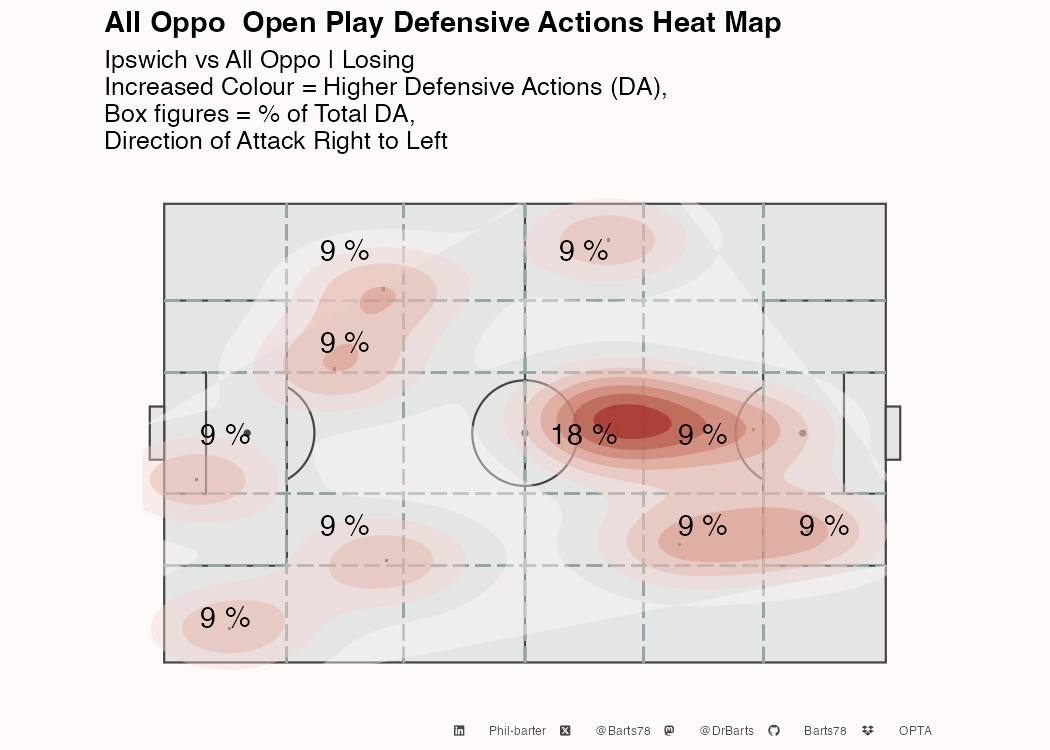 All Oppo  Open Play Defensive Actions Heat Map
Ipswich vs All Oppo | Losing
Increased Colour = Higher Defensive Actions (DA),
Box figures = % of Total DA,
Direction of Attack Right to Left
9 % 9 %
9 %
9 % 18 % 9 %
9 % 9 % 9 %
9 %
Phil-barter @Barts78 @DrBarts Barts78 OPTA